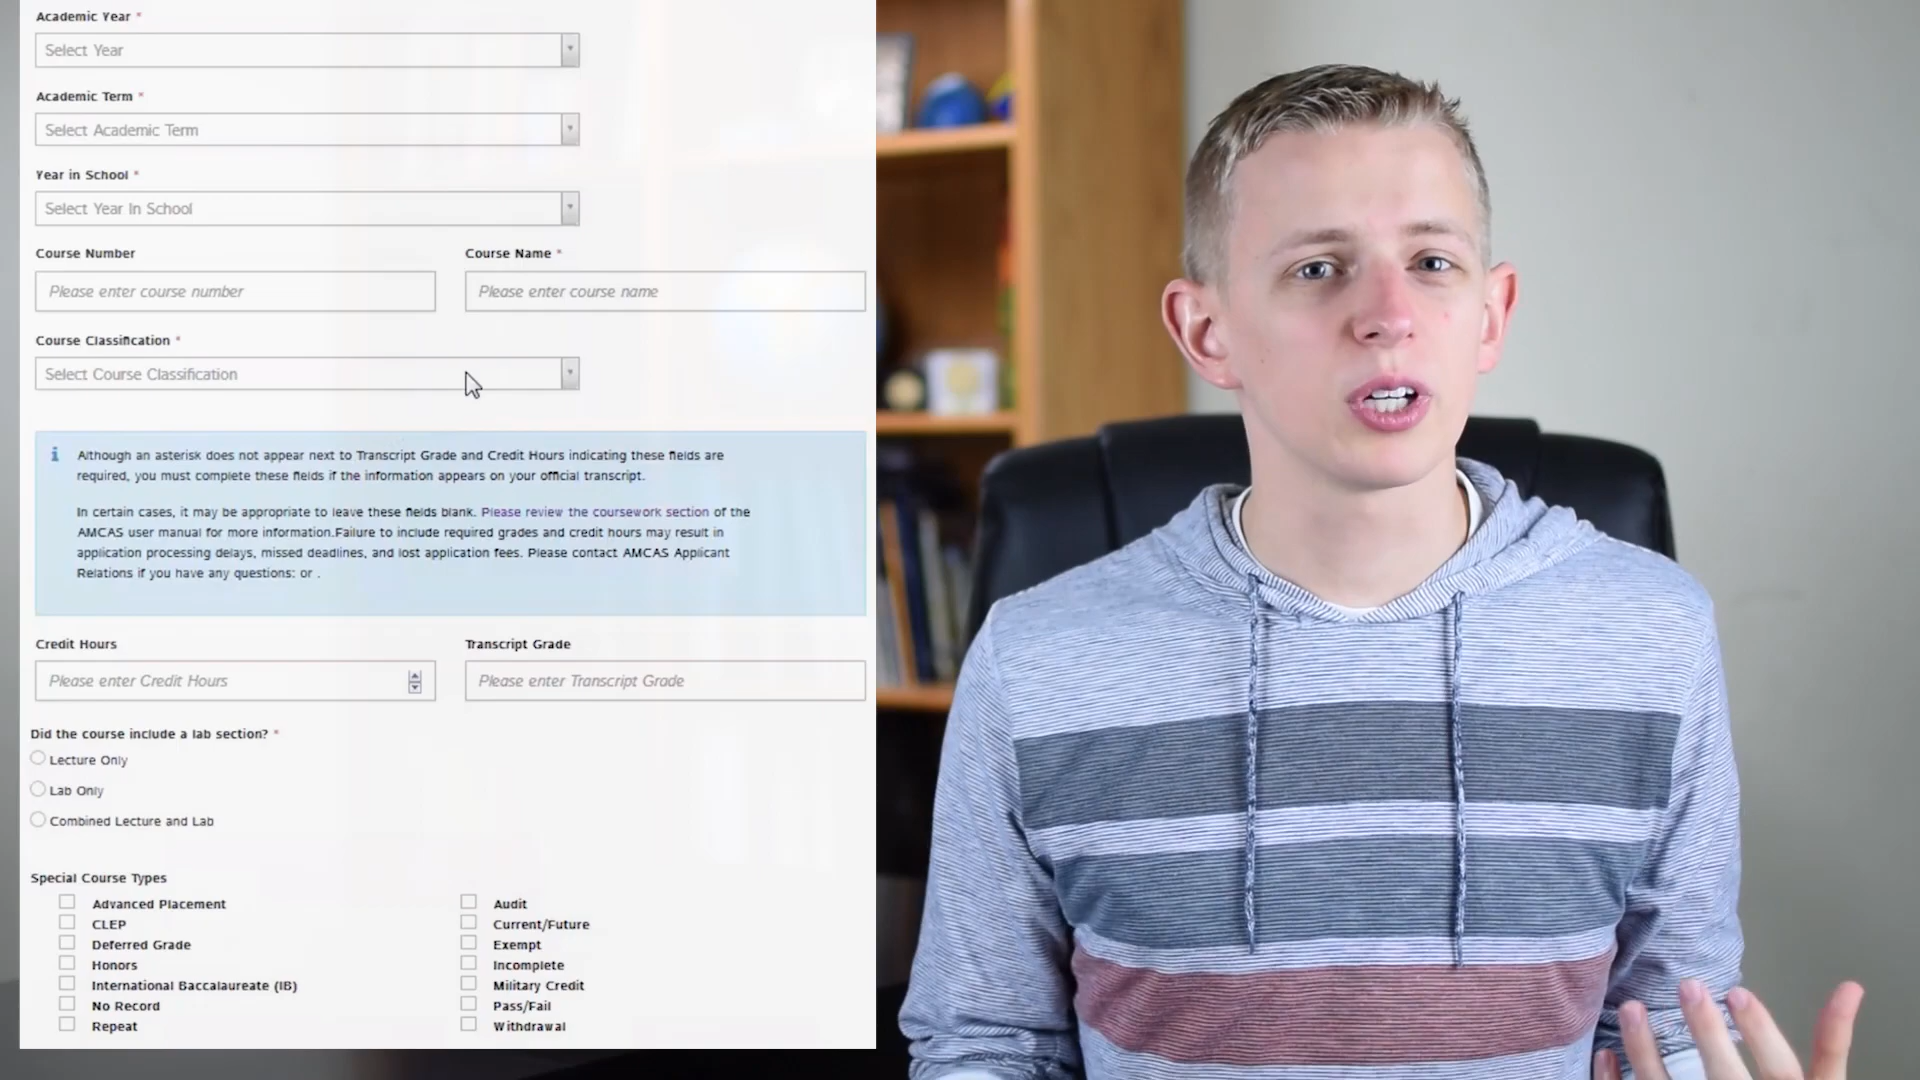 Academic Year *
Select Year
Academic Term *
Select Academic Term
Year in School *
Select Year In School
Course Number
Course Name *
Please enter course number
Please enter course name
Course Classification *
Select Course Classification
Although an asterisk does not appear next to Transcript Grade and Credit Hours indicating these fields are
required, you must complete these fields if the information appears on your official transcript.
In certain cases, it may be appropriate to leave these fields blank. Please review the coursework section of the
AMCAS user manual for more information.Failure to include required grades and credit hours may result in
application processing delays, missed deadlines, and lost application fees. Please contact AMCAS Applicant
Relations if you have any questions: or .
Credit Hours
Transcript Grade
Please enter Credit Hours
Please enter Transcript Grade
Did the course include a lab section? *
Lecture Only
Lab Only
Combined Lecture and Lab
Special Course Types
Advanced Placement
CLEP
Deferred Grade
Honors
International Baccalaureate (IB)
No Record
Repeat
Audit
Current/Future
Exempt
Incomplete
Military Credit
Pass/Fail
Withdrawal